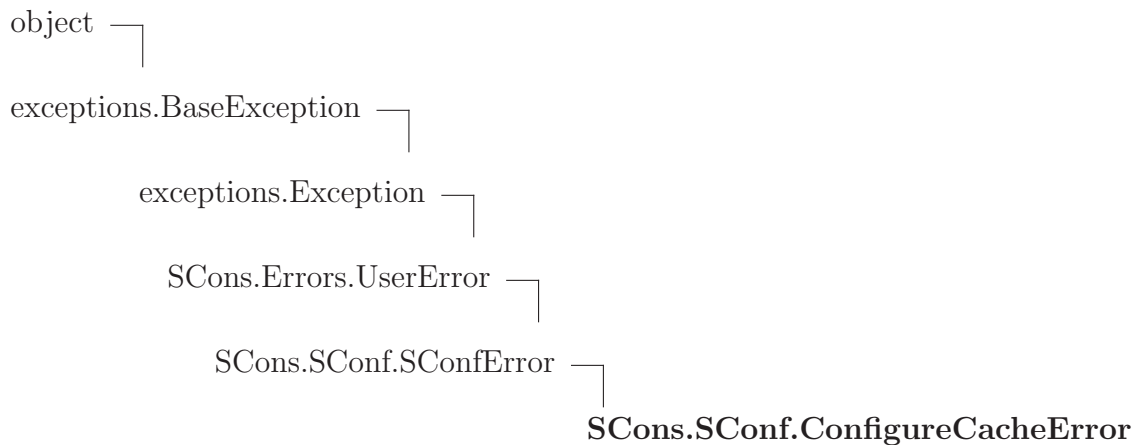 object
exceptions.BaseException
exceptions.Exception
SCons.Errors.UserError
SCons.SConf.SConfError
SCons.SConf.ConfigureCacheError